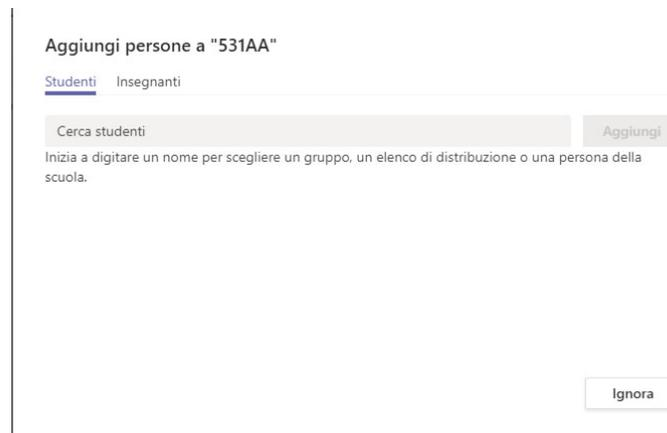 Aggiungi persone a "531AA"
Studenti Insegnanti
Cerca studenti Aggiungi
Inizia a digitare un nome per scegliere un gruppo, un elenco di distribuzione o una persona della
scuola.
Ignora